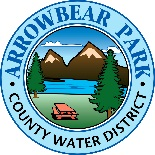 ARROWBEAR PARK
• COUNTY WATER DISTRICT •